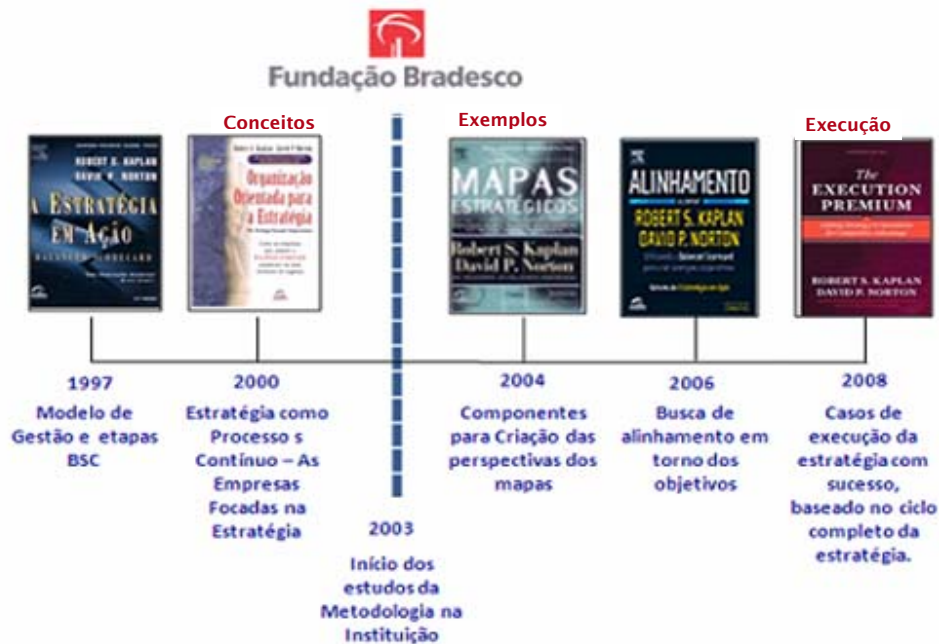 Fundação Bradesco
Conceitos
Exemplos
Execução
ROBERT S. KAPLAN
DAVID P. NORTON
A ESTRATÉGIA
EM AÇÃO
BALANCED SCORECARD
Organização
Orientada para
a Estratégia
MAPAS
ESTRATÉGICOS
Robert S. Kaplan
David P. Norton
ALINHAMENTO
ROBERT S. KAPLAN
DAVID P. NORTON
The
EXECUTION
PREMIUM
ROBERT S. KAPLAN
DAVID P. NORTON
1997
Modelo de
Gestão e etapas
BSC
2000
Estratégia como
Processo s
Contínuo – As
Empresas
Focadas na
Estratégia
2003
Início dos
estudos da
Metodologia na
Instituição
2004
Componentes
para Criação das
perspectivas dos
mapas
2006
Busca de
alinhamento em
torno dos
objetivos
2008
Casos de
execução da
estratégia com
sucesso,
baseado no ciclo
completo da
estratégia.